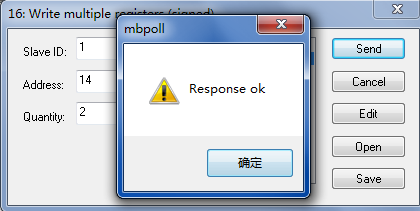 16: Write multiple registers (signed)
mbpoll
Slave ID: 1
Address: 14
Quantity: 2
Response ok
确定
Send
Cancel
Edit
Open
Save